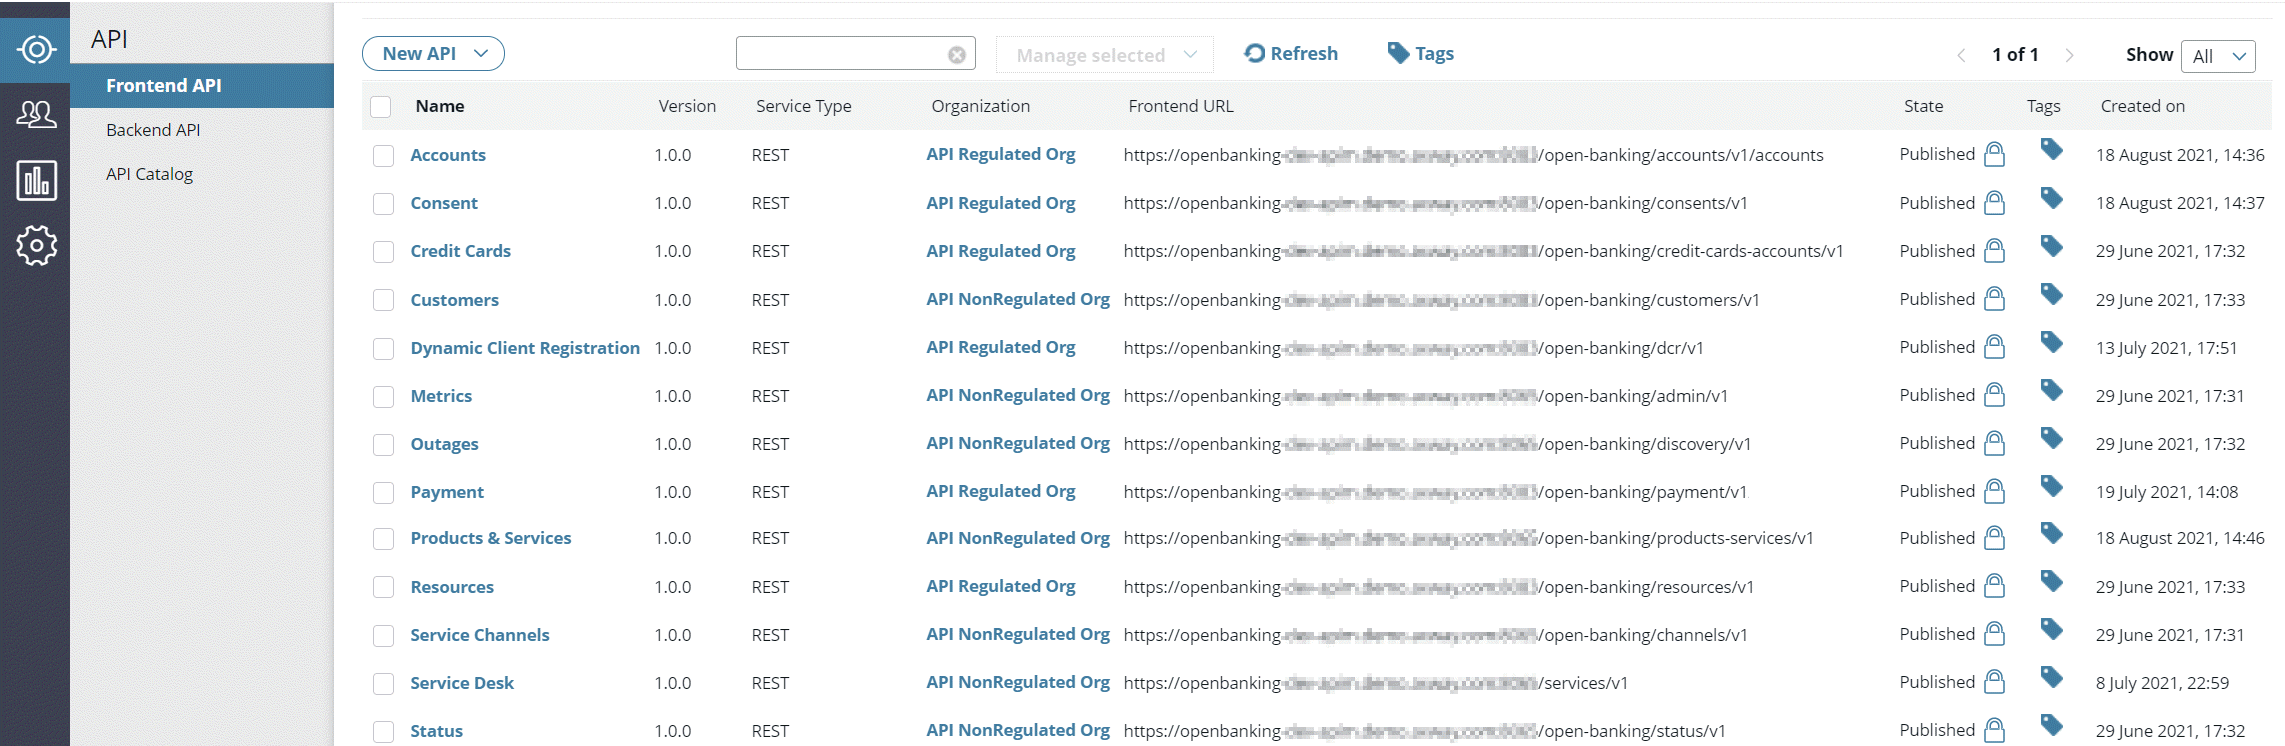 API
Frontend API
Backend API
API Catalog
New API
Manage selected
Refresh
Tags
1 of 1
Show
All
Name Version Service Type Organization Frontend URL State Tags Created on
Accounts 1.0.0 REST API Regulated Org https://openbanking /open-banking/accounts/v1/accounts Published 18 August 2021, 14:36
Consent 1.0.0 REST API Regulated Org https://openbanking /open-banking/consents/v1 Published 18 August 2021, 14:37
Credit Cards 1.0.0 REST API Regulated Org https://openbanking /open-banking/credit-cards-accounts/v1 Published 29 June 2021, 17:32
Customers 1.0.0 REST API NonRegulated Org https://openbanking /open-banking/customers/v1 Published 29 June 2021, 17:33
Dynamic Client Registration 1.0.0 REST API Regulated Org https://openbanking /open-banking/dcr/v1 Published 13 July 2021, 17:51
Metrics 1.0.0 REST API NonRegulated Org https://openbanking /open-banking/admin/v1 Published 29 June 2021, 17:31
Outages 1.0.0 REST API NonRegulated Org https://openbanking /open-banking/discovery/v1 Published 29 June 2021, 17:32
Payment 1.0.0 REST API Regulated Org https://openbanking /open-banking/payment/v1 Published 19 July 2021, 14:08
Products & Services 1.0.0 REST API NonRegulated Org https://openbanking /open-banking/products-services/v1 Published 18 August 2021, 14:46
Resources 1.0.0 REST API Regulated Org https://openbanking /open-banking/resources/v1 Published 29 June 2021, 17:33
Service Channels 1.0.0 REST API NonRegulated Org https://openbanking /open-banking/channels/v1 Published 29 June 2021, 17:31
Service Desk 1.0.0 REST API NonRegulated Org https://openbanking /services/v1 Published 8 July 2021, 22:59
Status 1.0.0 REST API NonRegulated Org https://openbanking /open-banking/status/v1 Published 29 June 2021, 17:32